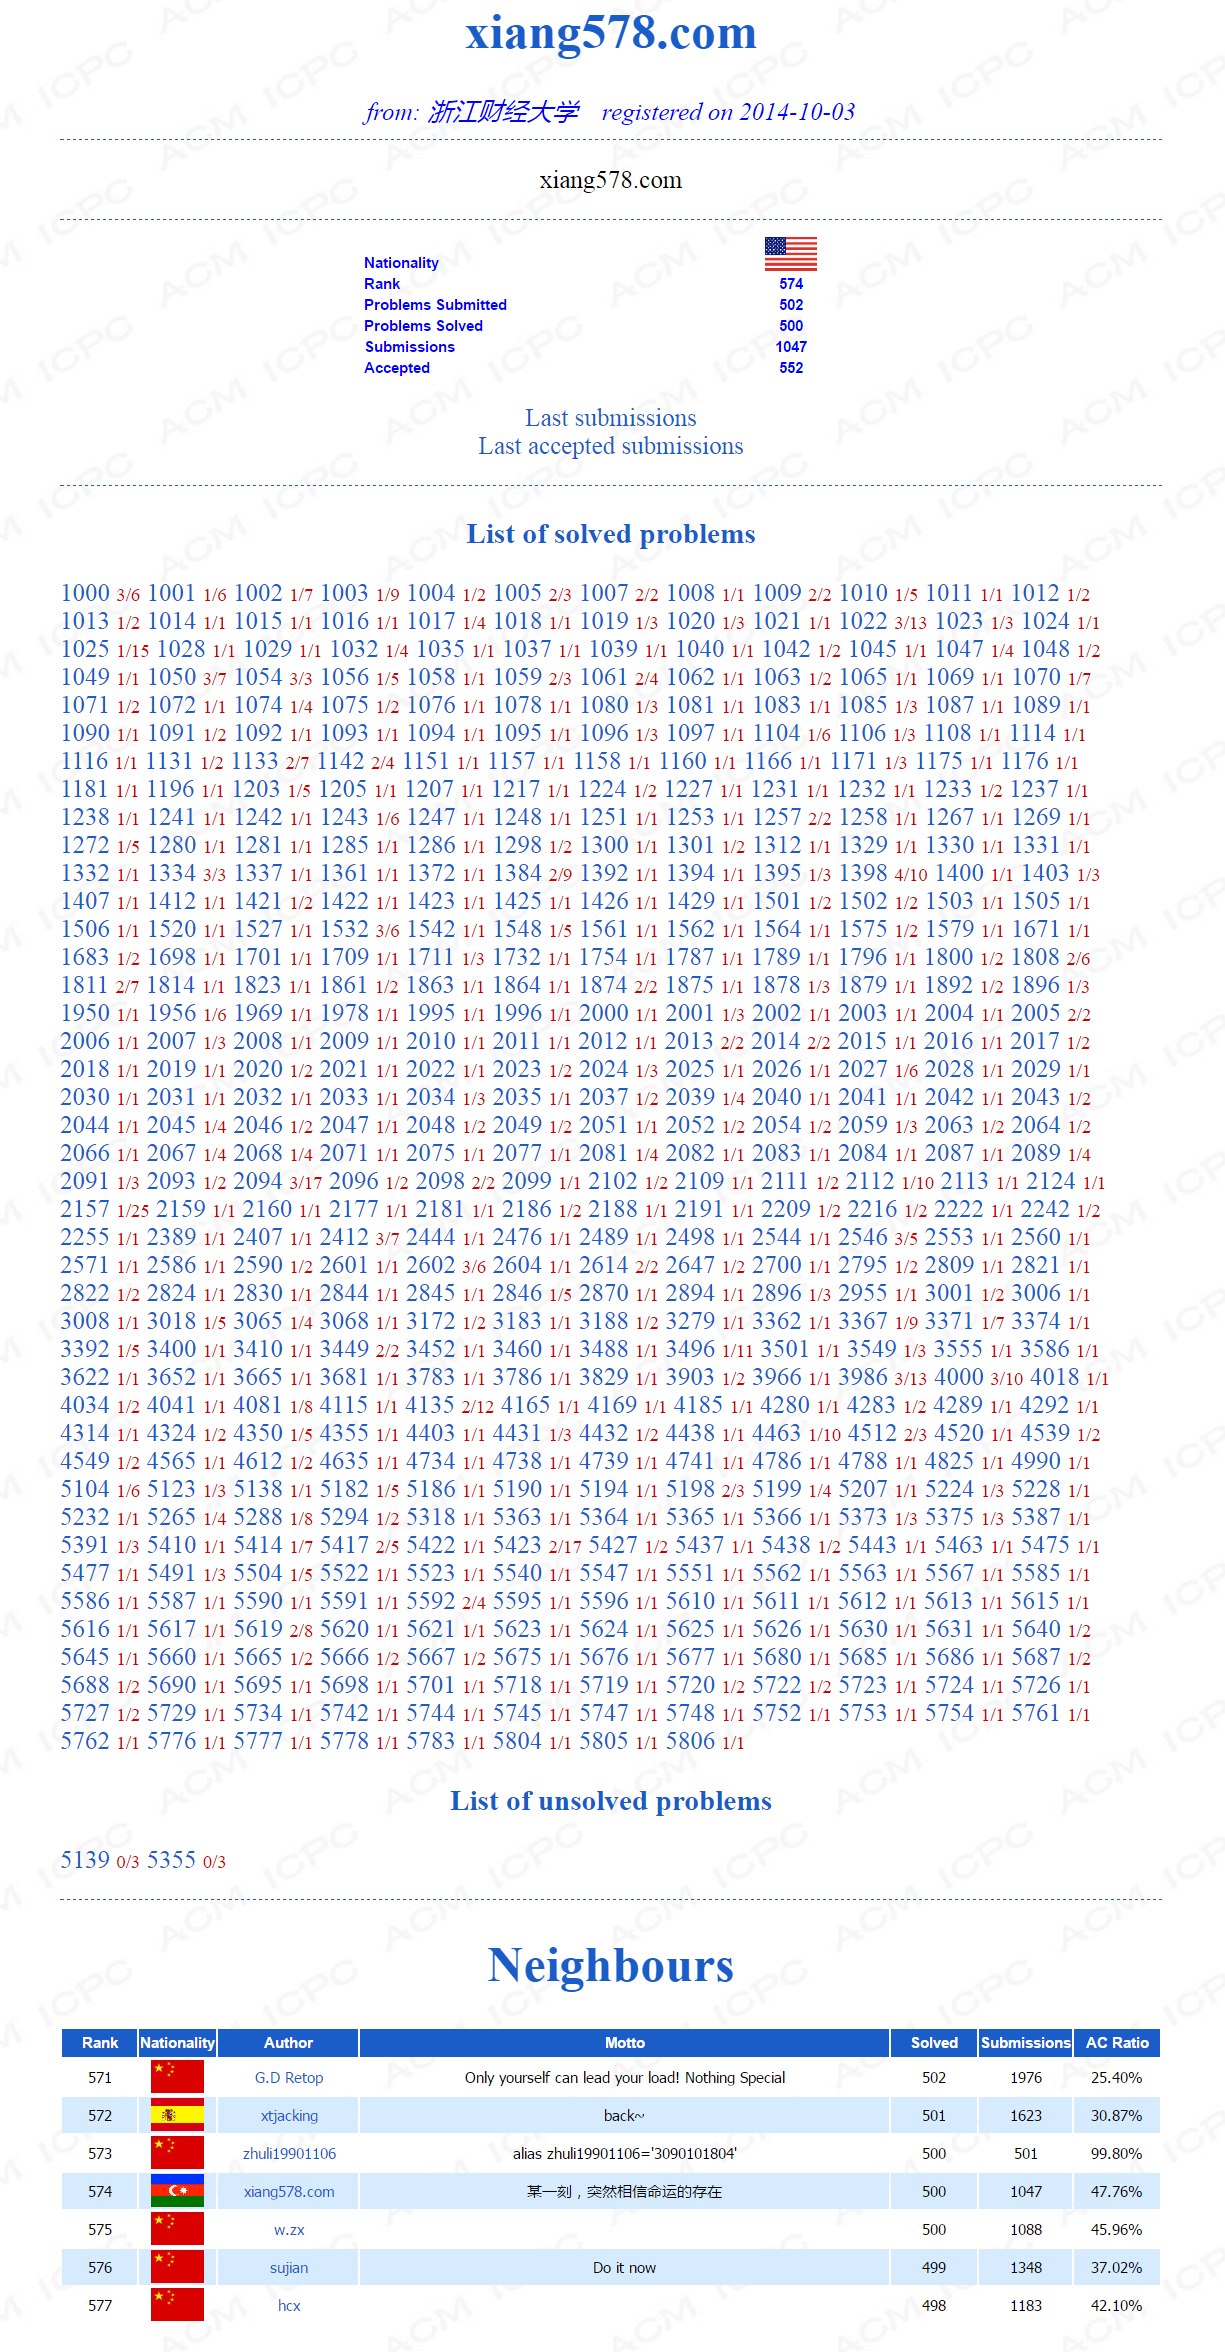 xiang578.com
from: 浙江财经大学 registered on 2014-10-03
xiang578.com
Nationality
Rank 574
Problems Submitted 502
Problems Solved 500
Submissions 1047
Accepted 552
Last submissions
Last accepted submissions
List of solved problems
1000 3/6 1001 1/6 1002 1/7 1003 1/9 1004 1/2 1005 2/3 1007 2/2 1008 1/1 1009 2/2 1010 1/5 1011 1/1 1012 1/2
1013 1/2 1014 1/1 1015 1/1 1016 1/1 1017 1/4 1018 1/1 1019 1/3 1020 1/3 1021 1/1 1022 3/13 1023 1/3 1024 1/1
1025 1/15 1028 1/1 1029 1/1 1032 1/4 1035 1/1 1037 1/1 1039 1/1 1040 1/1 1042 1/2 1045 1/1 1047 1/4 1048 1/2
1049 1/1 1050 3/7 1054 3/3 1056 1/5 1058 1/1 1059 2/3 1061 2/4 1062 1/1 1063 1/2 1065 1/1 1069 1/1 1070 1/7
1071 1/2 1072 1/1 1074 1/4 1075 1/2 1076 1/1 1078 1/1 1080 1/3 1081 1/1 1083 1/1 1085 1/3 1087 1/1 1089 1/1
1090 1/1 1091 1/2 1092 1/1 1093 1/1 1094 1/1 1095 1/1 1096 1/3 1097 1/1 1104 1/6 1106 1/3 1108 1/1 1114 1/1
1116 1/1 1131 1/2 1133 2/7 1142 2/4 1151 1/1 1157 1/1 1158 1/1 1160 1/1 1166 1/1 1171 1/3 1175 1/1 1176 1/1
1181 1/1 1196 1/1 1203 1/5 1205 1/1 1207 1/1 1217 1/1 1224 1/2 1227 1/1 1231 1/1 1232 1/1 1233 1/2 1237 1/1
1238 1/1 1241 1/1 1242 1/1 1243 1/6 1247 1/1 1248 1/1 1251 1/1 1253 1/1 1257 2/2 1258 1/1 1267 1/1 1269 1/1
1272 1/5 1280 1/1 1281 1/1 1285 1/1 1286 1/1 1298 1/2 1300 1/1 1301 1/2 1312 1/1 1329 1/1 1330 1/1 1331 1/1
1332 1/1 1334 3/3 1337 1/1 1361 1/1 1372 1/1 1384 2/9 1392 1/1 1394 1/1 1395 1/3 1398 4/10 1400 1/1 1403 1/3
1407 1/1 1412 1/1 1421 1/2 1422 1/1 1423 1/1 1425 1/1 1426 1/1 1429 1/1 1501 1/2 1502 1/2 1503 1/1 1505 1/1
1506 1/1 1520 1/1 1527 1/1 1532 3/6 1542 1/1 1548 1/5 1561 1/1 1562 1/1 1564 1/1 1575 1/2 1579 1/1 1671 1/1
1683 1/2 1698 1/1 1701 1/1 1709 1/1 1711 1/3 1732 1/1 1754 1/1 1787 1/1 1789 1/1 1796 1/1 1800 1/2 1808 2/6
1811 2/7 1814 1/1 1823 1/1 1861 1/2 1863 1/1 1864 1/1 1874 2/2 1875 1/1 1878 1/3 1879 1/1 1892 1/2 1896 1/3
1950 1/1 1956 1/6 1969 1/1 1978 1/1 1995 1/1 1996 1/1 2000 1/1 2001 1/3 2002 1/1 2003 1/1 2004 1/1 2005 2/2
2006 1/1 2007 1/3 2008 1/1 2009 1/1 2010 1/1 2011 1/1 2012 1/1 2013 2/2 2014 2/2 2015 1/1 2016 1/1 2017 1/2
2018 1/1 2019 1/1 2020 1/2 2021 1/1 2022 1/1 2023 1/2 2024 1/3 2025 1/1 2026 1/1 2027 1/6 2028 1/1 2029 1/1
2030 1/1 2031 1/1 2032 1/1 2033 1/1 2034 1/3 2035 1/1 2037 1/2 2039 1/4 2040 1/1 2041 1/1 2042 1/1 2043 1/2
2044 1/1 2045 1/4 2046 1/2 2047 1/1 2048 1/2 2049 1/2 2051 1/1 2052 1/2 2054 1/2 2059 1/3 2063 1/2 2064 1/2
2066 1/1 2067 1/4 2068 1/4 2071 1/1 2075 1/1 2077 1/1 2081 1/4 2082 1/1 2083 1/1 2084 1/1 2087 1/1 2089 1/4
2091 1/3 2093 1/2 2094 3/17 2096 1/2 2098 2/2 2099 1/1 2102 1/2 2109 1/1 2111 1/2 2112 1/10 2113 1/1 2124 1/1
2157 1/25 2159 1/1 2160 1/1 2177 1/1 2181 1/1 2186 1/2 2188 1/1 2191 1/1 2209 1/2 2216 1/2 2222 1/1 2242 1/2
2255 1/1 2389 1/1 2407 1/1 2412 3/7 2444 1/1 2476 1/1 2489 1/1 2498 1/1 2544 1/1 2546 3/5 2553 1/1 2560 1/1
2571 1/1 2586 1/1 2590 1/2 2601 1/1 2602 3/6 2604 1/1 2614 2/2 2647 1/2 2700 1/1 2795 1/2 2809 1/1 2821 1/1
2822 1/2 2824 1/1 2830 1/1 2844 1/1 2845 1/1 2846 1/5 2870 1/1 2894 1/1 2896 1/3 2955 1/1 3001 1/2 3006 1/1
3008 1/1 3018 1/5 3065 1/4 3068 1/1 3172 1/2 3183 1/1 3188 1/2 3279 1/1 3362 1/1 3367 1/9 3371 1/7 3374 1/1
3392 1/5 3400 1/1 3410 1/1 3449 2/2 3452 1/1 3460 1/1 3488 1/1 3496 1/11 3501 1/1 3549 1/3 3555 1/1 3586 1/1
3622 1/1 3652 1/1 3665 1/1 3681 1/1 3783 1/1 3786 1/1 3829 1/1 3903 1/2 3966 1/1 3986 3/13 4000 3/10 4018 1/1
4034 1/2 4041 1/1 4081 1/8 4115 1/1 4135 2/12 4165 1/1 4169 1/1 4185 1/1 4280 1/1 4283 1/2 4289 1/1 4292 1/1
4314 1/1 4324 1/2 4350 1/5 4355 1/1 4403 1/1 4431 1/3 4432 1/2 4438 1/1 4463 1/10 4512 2/3 4520 1/1 4539 1/2
4549 1/2 4565 1/1 4612 1/2 4635 1/1 4734 1/1 4738 1/1 4739 1/1 4741 1/1 4786 1/1 4788 1/1 4825 1/1 4990 1/1
5104 1/6 5123 1/3 5138 1/1 5182 1/5 5186 1/1 5190 1/1 5194 1/1 5198 2/3 5199 1/4 5207 1/1 5224 1/3 5228 1/1
5232 1/1 5265 1/4 5288 1/8 5294 1/2 5318 1/1 5363 1/1 5364 1/1 5365 1/1 5366 1/1 5373 1/3 5375 1/3 5387 1/1
5391 1/3 5410 1/1 5414 1/7 5417 2/5 5422 1/1 5423 2/17 5427 1/2 5437 1/1 5438 1/2 5443 1/1 5463 1/1 5475 1/1
5477 1/1 5491 1/3 5504 1/5 5522 1/1 5523 1/1 5540 1/1 5547 1/1 5551 1/1 5562 1/1 5563 1/1 5567 1/1 5585 1/1
5586 1/1 5587 1/1 5590 1/1 5591 1/1 5592 2/4 5595 1/1 5596 1/1 5610 1/1 5611 1/1 5612 1/1 5613 1/1 5615 1/1
5616 1/1 5617 1/1 5619 2/8 5620 1/1 5621 1/1 5623 1/1 5624 1/1 5625 1/1 5626 1/1 5630 1/1 5631 1/1 5640 1/2
5645 1/1 5660 1/1 5665 1/2 5666 1/2 5667 1/2 5675 1/1 5676 1/1 5677 1/1 5680 1/1 5685 1/1 5686 1/1 5687 1/2
5688 1/2 5690 1/1 5695 1/1 5698 1/1 5701 1/1 5718 1/1 5719 1/1 5720 1/2 5722 1/2 5723 1/1 5724 1/1 5726 1/1
5727 1/2 5729 1/1 5734 1/1 5742 1/1 5744 1/1 5745 1/1 5747 1/1 5748 1/1 5752 1/1 5753 1/1 5754 1/1 5761 1/1
5762 1/1 5776 1/1 5777 1/1 5778 1/1 5783 1/1 5804 1/1 5805 1/1 5806 1/1
List of unsolved problems
5139 0/3 5355 0/3
Neighbours
Rank Nationality Author Motto Solved Submissions AC Ratio
571 G.D Retop Only yourself can lead your load! Nothing Special 502 1976 25.40%
572 xtjacking back~ 501 1623 30.87%
573 zhuli19901106 alias zhuli19901106='3090101804' 500 501 99.80%
574 xiang578.com 某一刻，突然相信命运的存在 500 1047 47.76%
575 w.zx 500 1088 45.96%
576 sujian Do it now 499 1348 37.02%
577 hcx 498 1183 42.10%